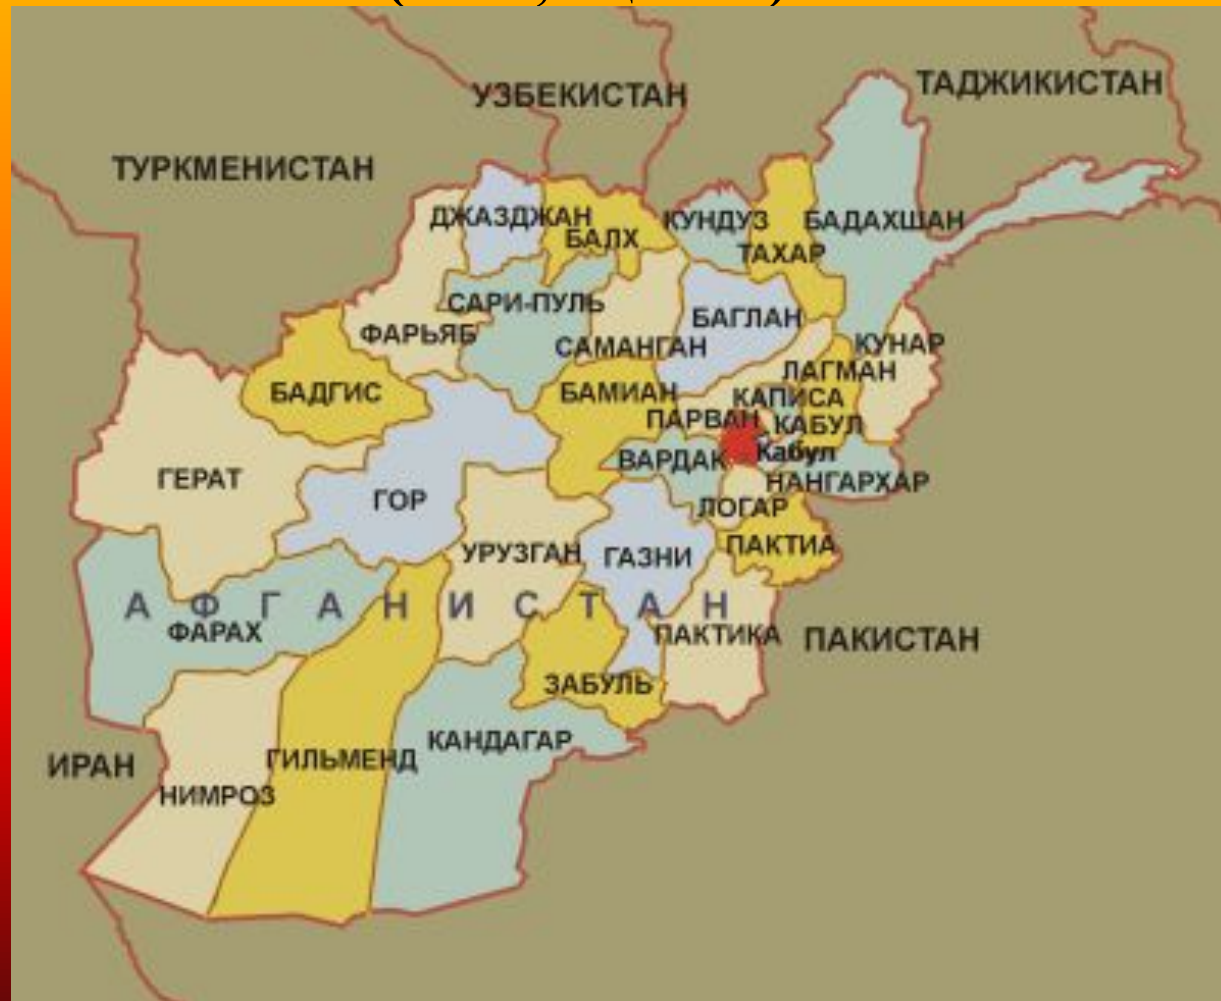 УЗБЕКИСТАН
ТАДЖИКИСТАН
ТУРКМЕНИСТАН
ДЖАЗДЖАН
БАЛХ
КУНДУЗ
БАДАХШАН
ТАХАР
САРИ-ПУЛЬ
БАГЛАН
ФАРЬЯБ
САМАНГАН
КУНАР
ЛАГМАН
БАДГИС
БАМИАН
КАПИСА
ПАРВАН
КАБУЛ
Кабул
ВАРДАК
ГЕРАТ
НАНГАРХАР
ГОР
ЛОГАР
УРУЗГАН
ГАЗНИ
ПАКТИА
АФГАНИСТАН
ФАРАХ
ПАКТИКА
ПАКИСТАН
ЗАБУЛЬ
КАНДАГАР
ИРАН
ГИЛЬМЕНД
НИМРОЗ